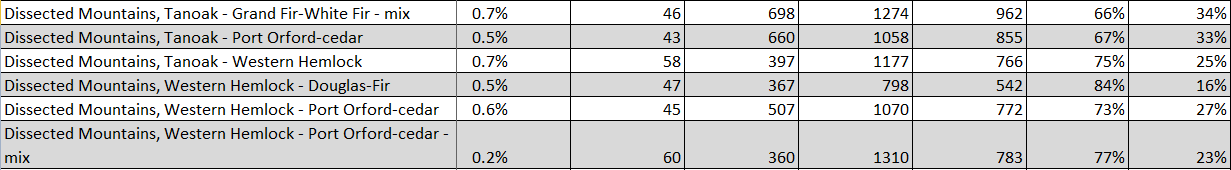 Dissected Mountains, Tanoak - Grand Fir-White Fir - mix 0.7% 46 698 1274 962 66% 34%
Dissected Mountains, Tanoak - Port Orford-cedar 0.5% 43 660 1058 855 67% 33%
Dissected Mountains, Tanoak - Western Hemlock 0.7% 58 397 1177 766 75% 25%
Dissected Mountains, Western Hemlock - Douglas-Fir 0.5% 47 367 798 542 84% 16%
Dissected Mountains, Western Hemlock - Port Orford-cedar 0.6% 45 507 1070 772 73% 27%
Dissected Mountains, Western Hemlock - Port Orford-cedar -
mix 0.2% 60 360 1310 783 77% 23%